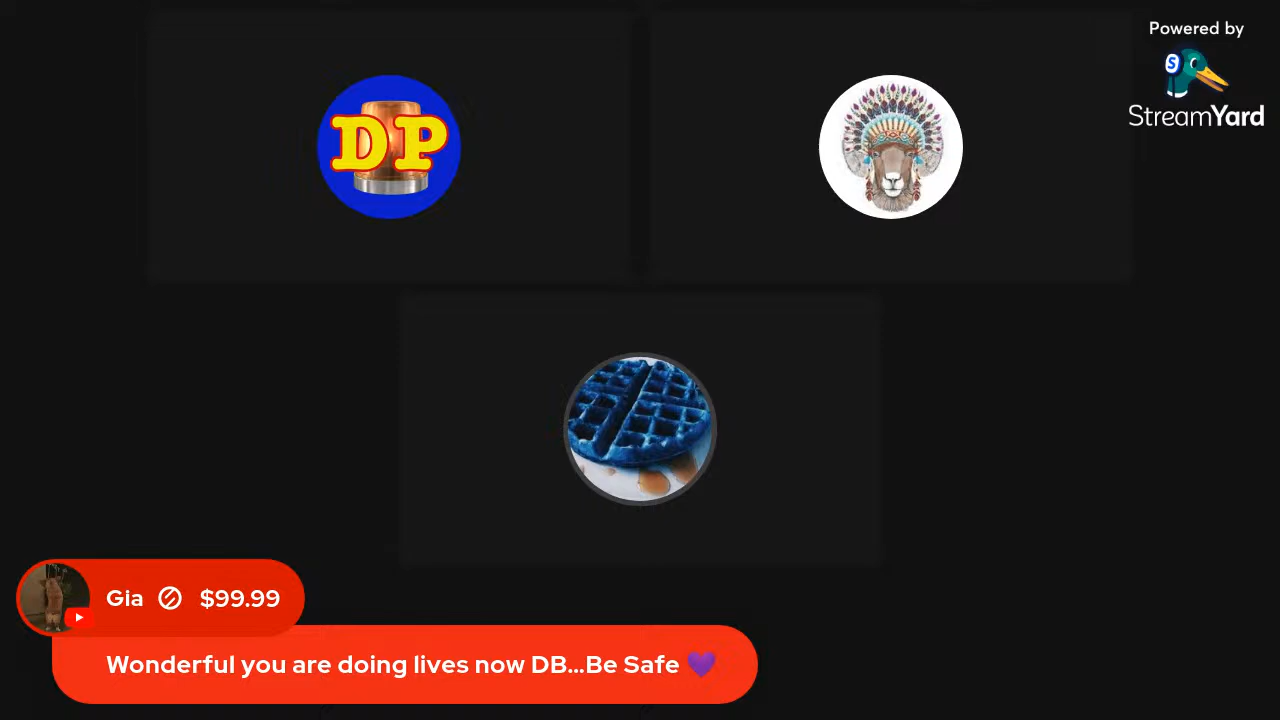 Powered by
StreamYard
S
DP
Gia $99.99
Wonderful you are doing lives now DB...Be Safe 💜